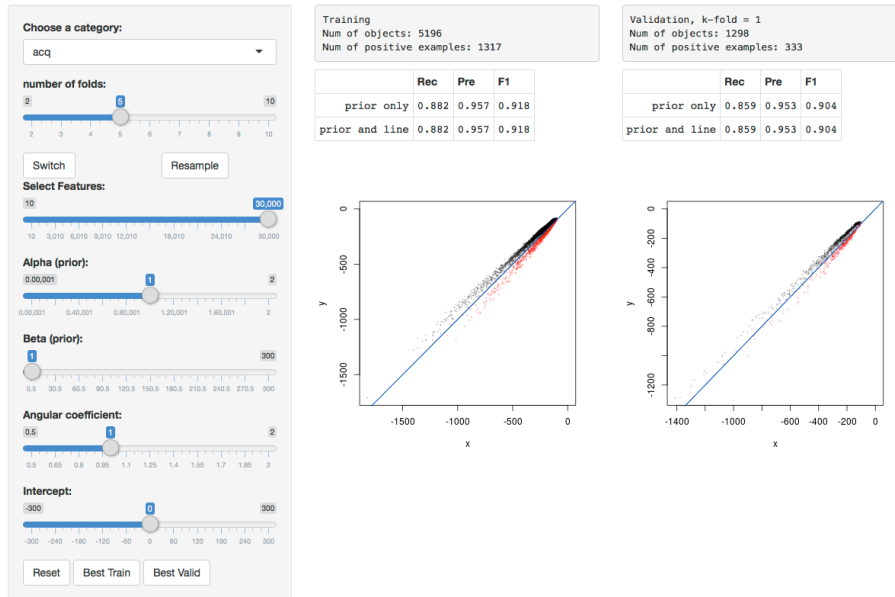 Choose a category:
acq
number of folds:
2 5 10
2 3 4 5 6 7 8 9 10
Switch Resample
Select Features:
10 30,000
10 3,010 6,010 9,010 12,010 18,010 24,010 30,000
Alpha (prior):
0.00,001 1 2
0.00,001 0.40,001 0.80,001 1.20,001 1.60,001 2
Beta (prior):
1 300
0.5 30.5 60.5 90.5 120.5 150.5 180.5 210.5 240.5 270.5 300
Angular coefficient:
0.5 1 2
0.5 0.65 0.8 0.95 1.1 1.25 1.4 1.55 1.7 1.85 2
Intercept:
-300 0 300
-300 -240 -180 -120 -60 0 60 120 180 240 300
Reset Best Train Best Valid
Training
Num of objects: 5196
Num of positive examples: 1317
Rec Pre F1
prior only 0.882 0.957 0.918
prior and line 0.882 0.957 0.918
0
-500
-1000
-1500
y
-1500 -1000 -500 0
x
Validation, k-fold = 1
Num of objects: 1298
Num of positive examples: 333
Rec Pre F1
prior only 0.859 0.953 0.904
prior and line 0.859 0.953 0.904
0
-200
-400
-600
-800
-1200
y
-1400 -1000 -800 -600 -400 -200 0
x